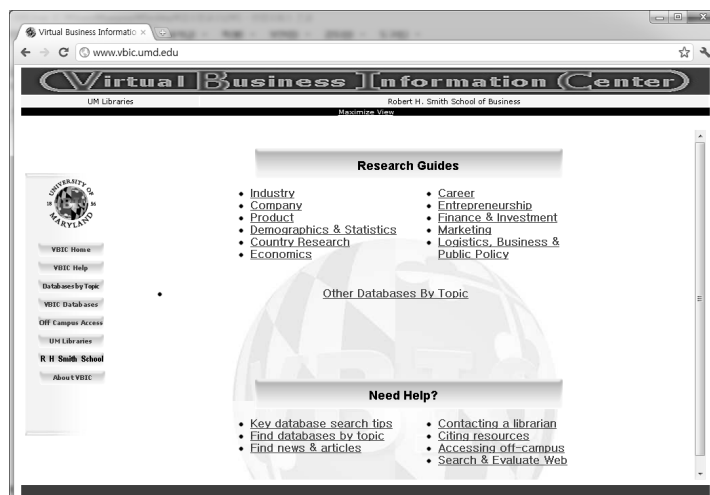 Virtual Business Informatio
www.vbic.umd.edu
Virtual Business Information Center
UM Libraries
Robert H. Smith School of Business
Maximize View
UNIVERSITY OF
18 56
MARYLAND
VBIC Home
VBIC Help
Databases by Topic
VBIC Databases
Off Campus Access
UM Libraries
R H Smith School
About VBIC
Research Guides
Industry
Company
Product
Demographics & Statistics
Country Research
Economics
Career
Entrepreneurship
Finance & Investment
Marketing
Logistics, Business &
Public Policy
Other Databases By Topic
VBIC
Need Help?
Key database search tips
Find databases by topic
Find news & articles
Contacting a librarian
Citing resources
Accessing off-campus
Search & Evaluate Web